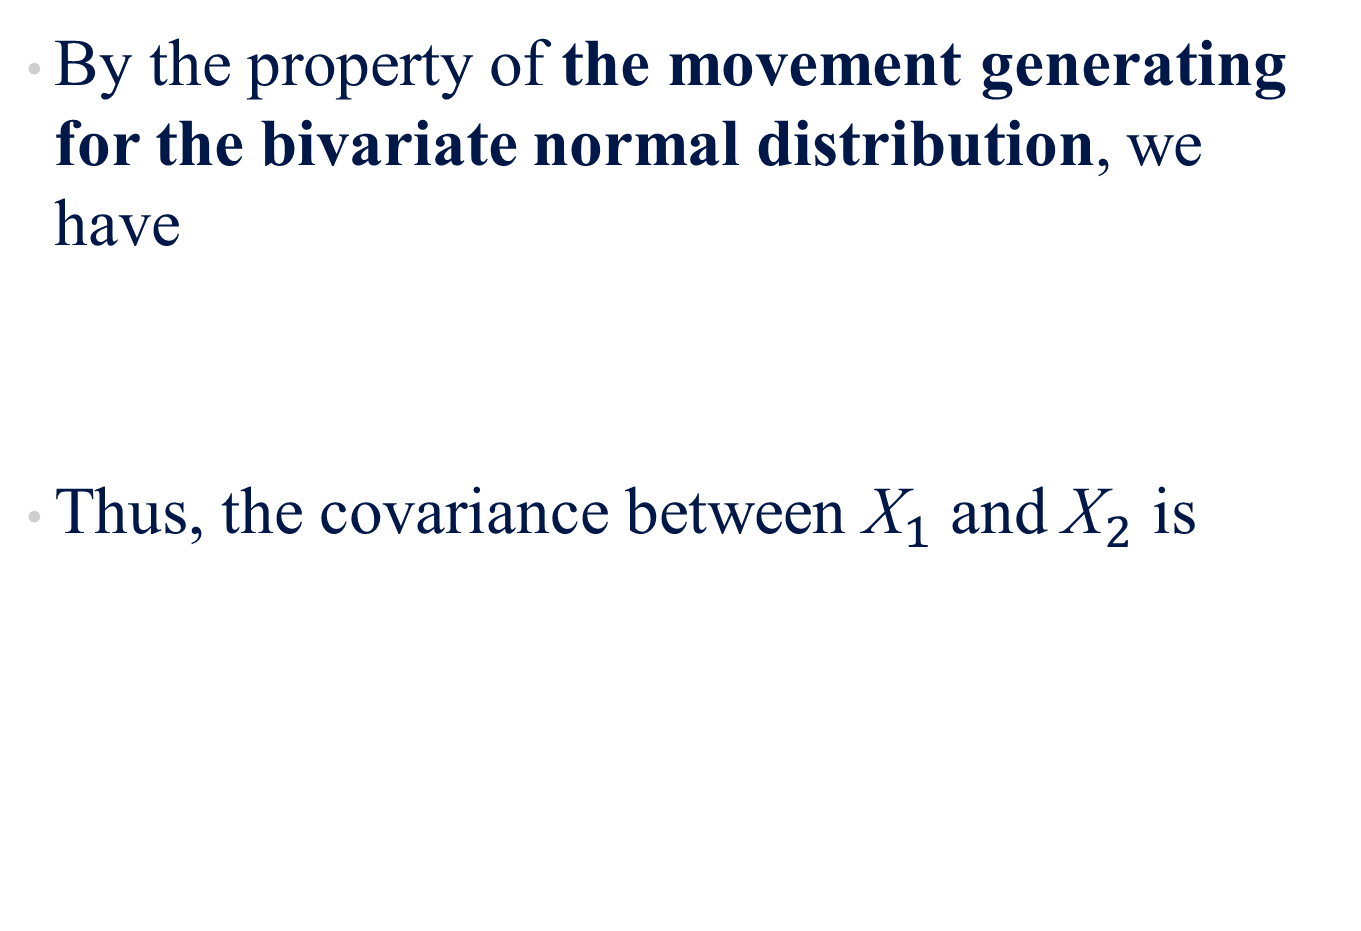 • By the property of the movement generating
for the bivariate normal distribution, we
have
• Thus, the covariance between X₁ and X₂ is